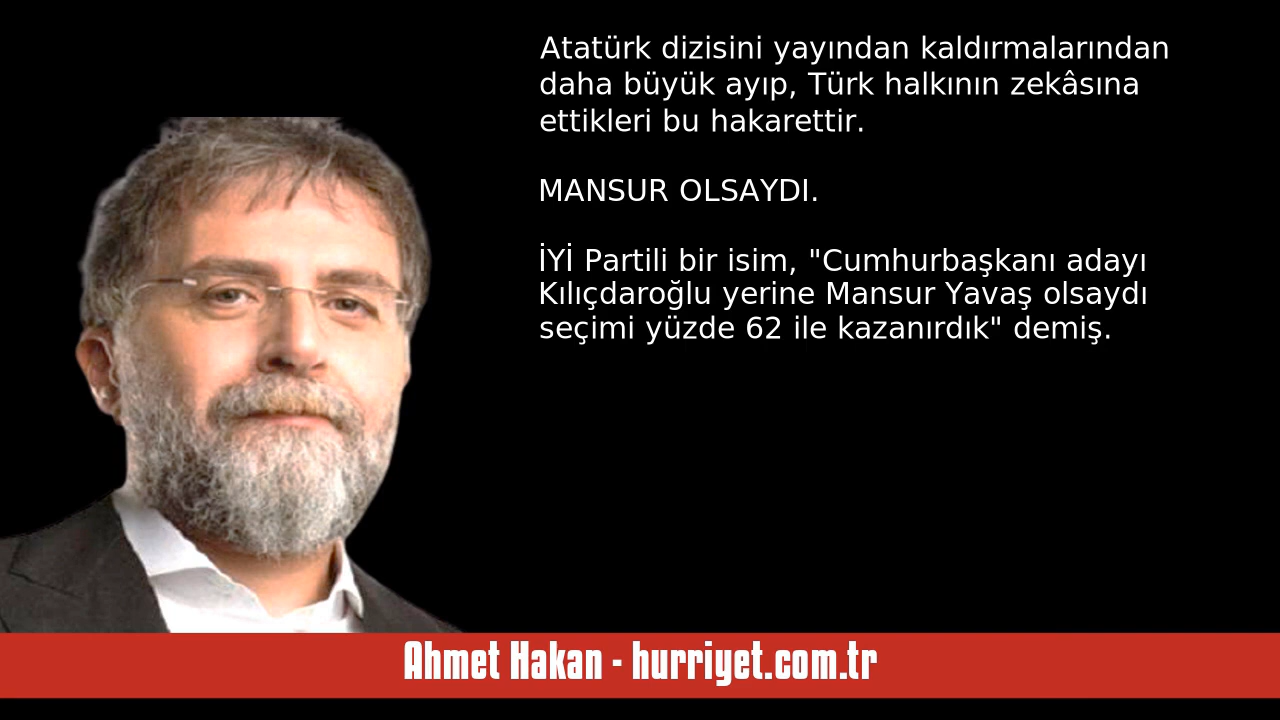 Atatürk dizisini yayından kaldırmalarından
daha büyük ayıp, Türk halkının zekâsına
ettikleri bu hakarettir.
MANSUR OLSAYDI.
İYİ Partili bir isim, "Cumhurbaşkanı adayı
Kılıçdaroğlu yerine Mansur Yavaş olsaydı
seçimi yüzde 62 ile kazanırdık" demiş.
Ahmet Hakan - hurriyet.com.tr